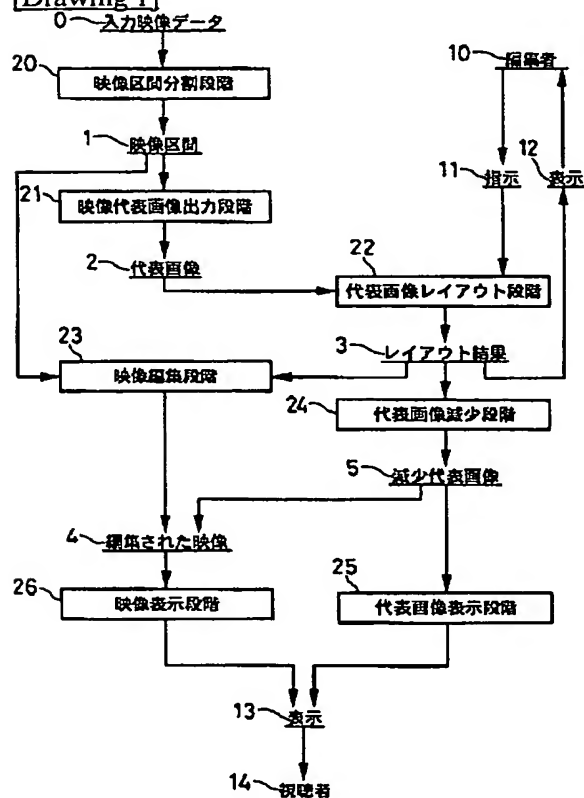 [Drawing 1]
0 入力映像データ
20 映像区間分割段階
1 映像区間
21 映像代表画像出力段階
2 代表画像
10 編集者
11 指示
12 表示
22 代表画像レイアウト段階
3 レイアウト結果
23 映像編集段階
24 代表画像減少段階
5 減少代表画像
4 編集された映像
26 映像表示段階
25 代表画像表示段階
13 表示
14 視聴者